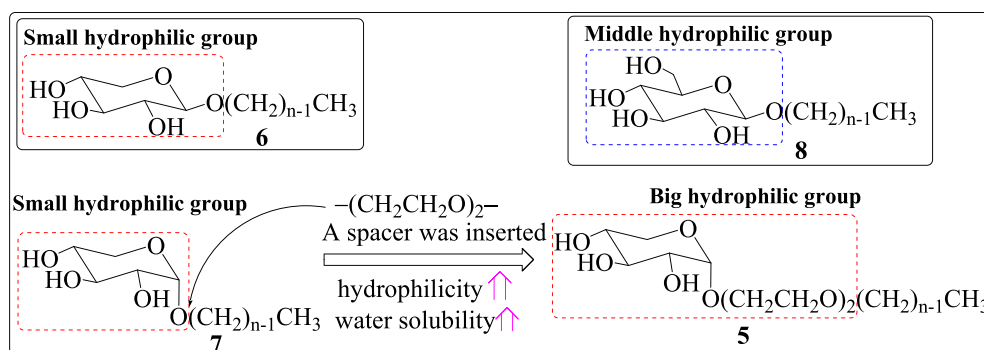 Small hydrophilic group
HO
HO
O
OH
O(CH2)n-1CH3
6
Middle hydrophilic group
HO
HO
HO
O
OH
O(CH2)n-1CH3
8
Small hydrophilic group
HO
HO
O
OH
O(CH2)n-1CH3
7
–(CH2CH2O)2–
A spacer was inserted
hydrophilicity
water solubility
Big hydrophilic group
HO
HO
O
OH
O(CH2CH2O)2(CH2)n-1CH3
5